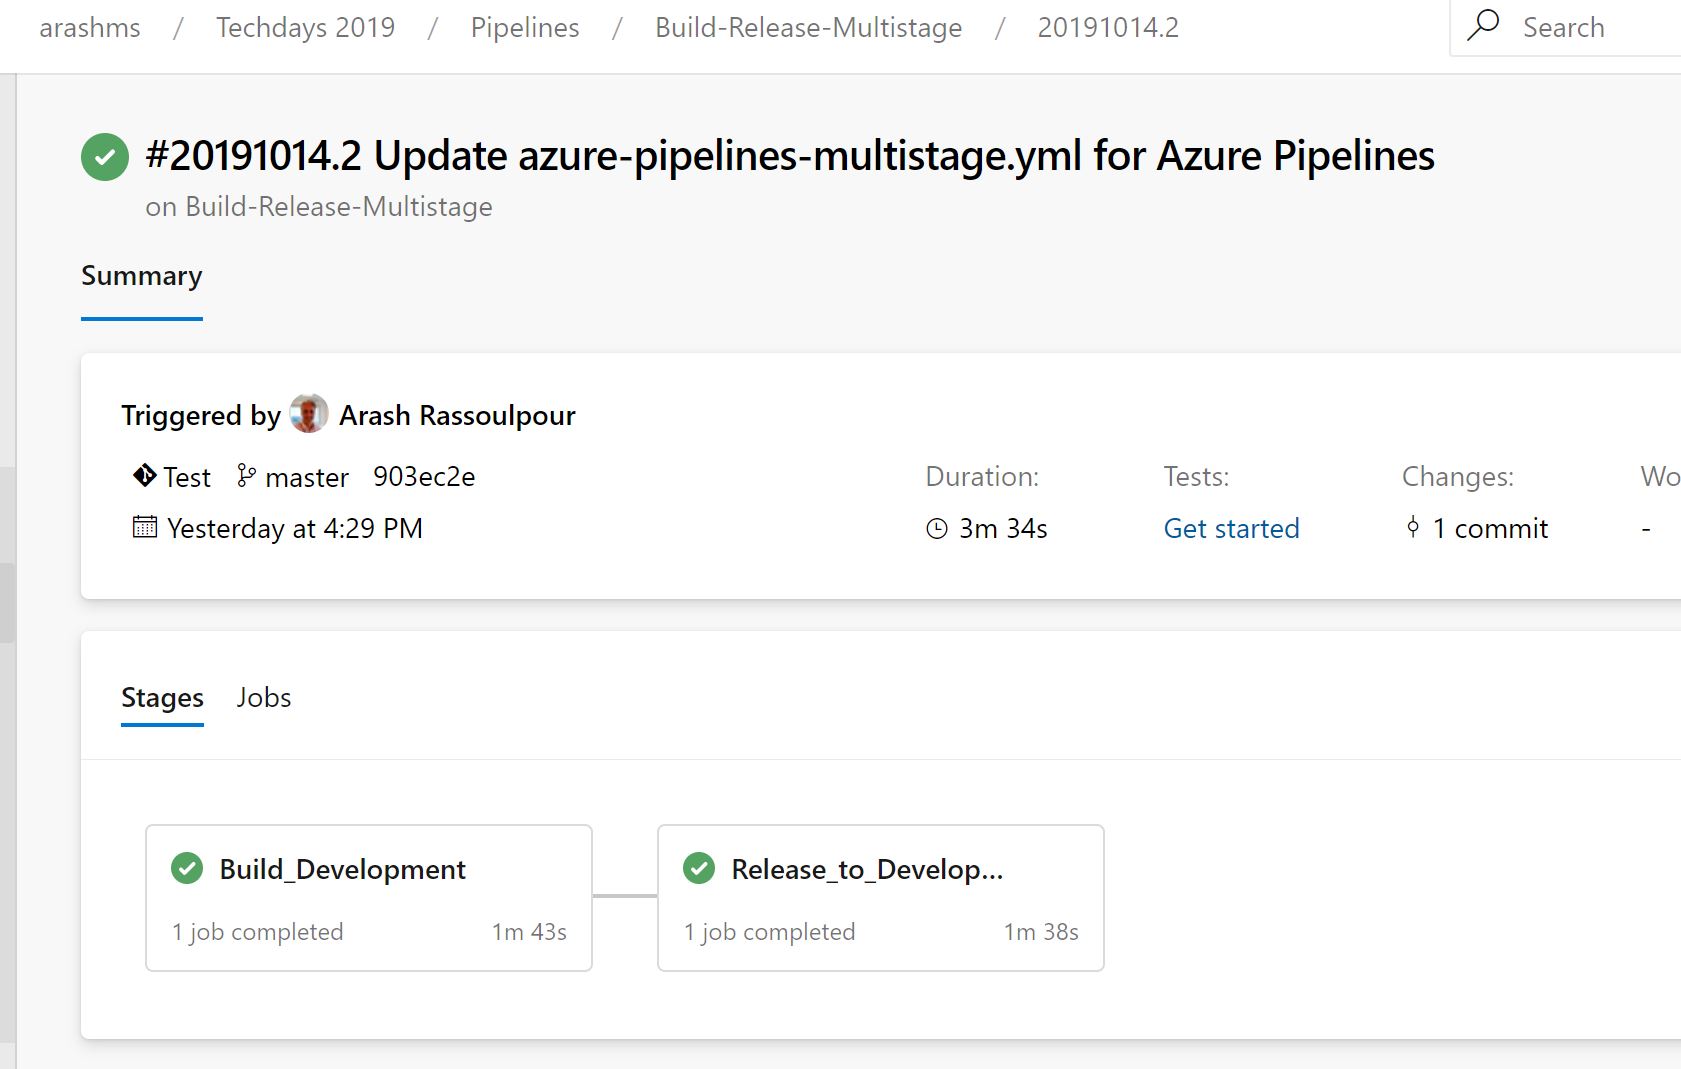 arashms / Techdays 2019 / Pipelines / Build-Release-Multistage / 20191014.2 Search
#20191014.2 Update azure-pipelines-multistage.yml for Azure Pipelines
on Build-Release-Multistage
Summary
Triggered by Arash Rassoulpour
Test master 903ec2e Duration: Tests: Changes: Wo
Yesterday at 4:29 PM 3m 34s Get started 1 commit -
Stages Jobs
Build_Development Release_to_Develop...
1 job completed 1m 43s 1 job completed 1m 38s